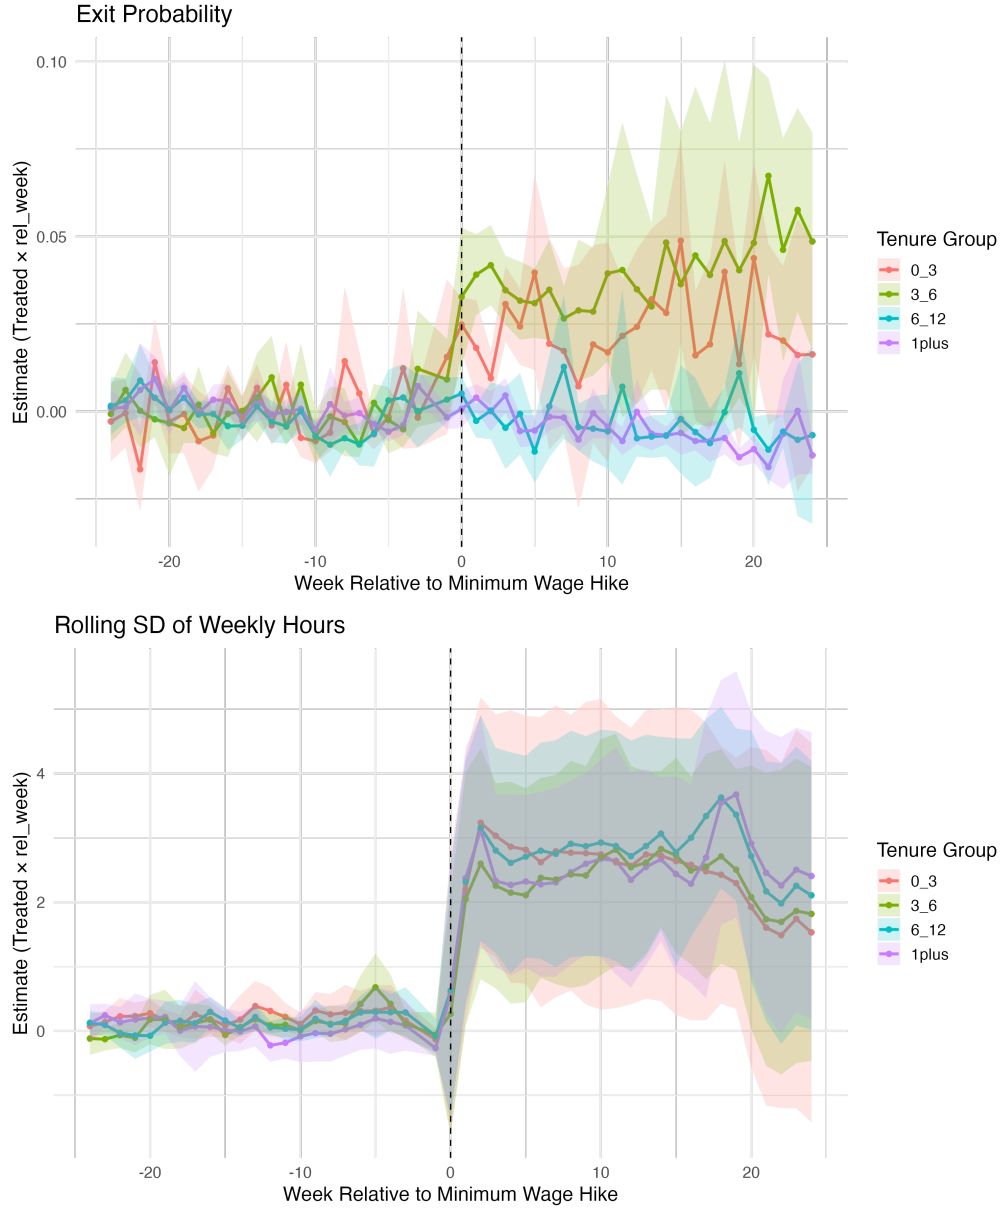 Exit Probability
0.10
0.05
0.00
Estimate (Treated × rel_week)
-20
-10
0
10
20
Week Relative to Minimum Wage Hike
Tenure Group
0_3
3_6
6_12
1plus
Rolling SD of Weekly Hours
4
2
0
Estimate (Treated × rel_week)
-20
-10
0
10
20
Week Relative to Minimum Wage Hike
Tenure Group
0_3
3_6
6_12
1plus